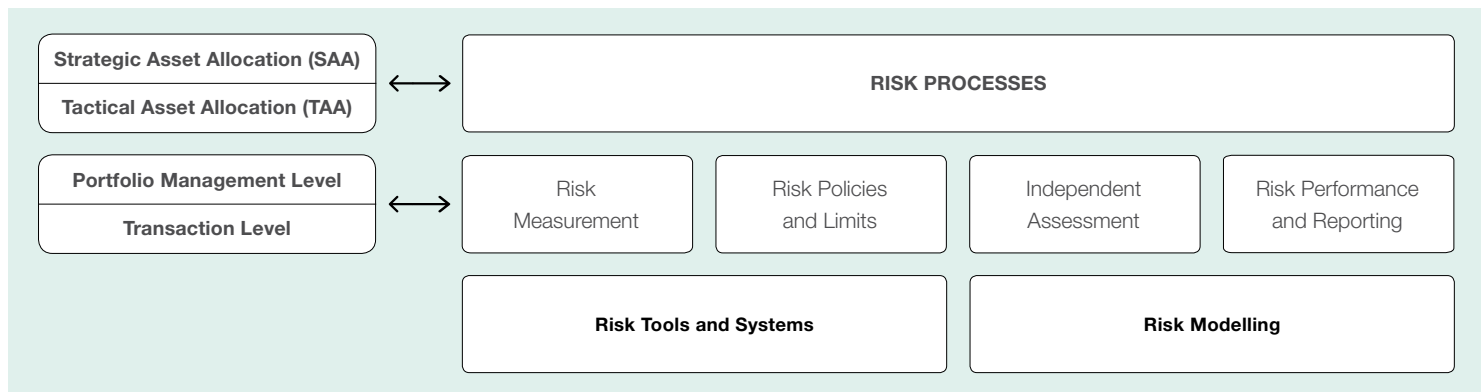 Strategic Asset Allocation (SAA)
Tactical Asset Allocation (TAA)
RISK PROCESSES
Portfolio Management Level
Transaction Level
Risk
Measurement
Risk Policies
and Limits
Independent
Assessment
Risk Performance
and Reporting
Risk Tools and Systems
Risk Modelling